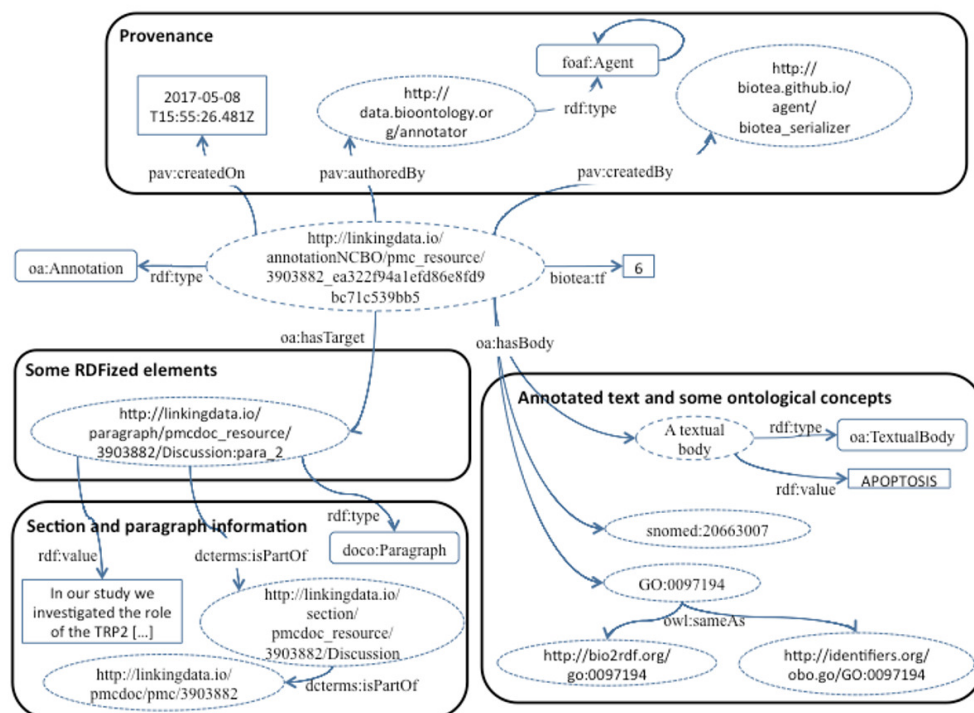 Provenance
2017-05-08
T15:55:26.481Z
http://
data.bioontology.or
g/annotator
foaf:Agent
rdf:type
http://
biotea.github.io/
agent/
biotea_serializer
pav:createdOn
pav:authoredBy
pav:createdBy
oa:Annotation
rdf:type
http://linkingdata.io/
annotationNCBO/pmc_resource/
3903882_ea322f94a1efd86e8fd9
bc71c539bb5
biotea:tf
6
oa:hasTarget
oa:hasBody
Some RDFized elements
http://linkingdata.io/
paragraph/pmcdoc_resource/
3903882/Discussion:para_2
Section and paragraph information
rdf:type
doco:Paragraph
rdf:value
dcterms:isPartOf
In our study we
investigated the role
of the TRP2 [...]
http://linkingdata.io/
section/
pmcdoc_resource/
3903882/Discussion
http://linkingdata.io/
pmcdoc/pmc/3903882
dcterms:isPartOf
Annotated text and some ontological concepts
A textual
body
rdf:type
oa:TextualBody
rdf:value
APOPTOSIS
snomed:20663007
GO:0097194
owl:sameAs
http://bio2rdf.org/
go:0097194
http://identifiers.org/
obo.go/GO:0097194